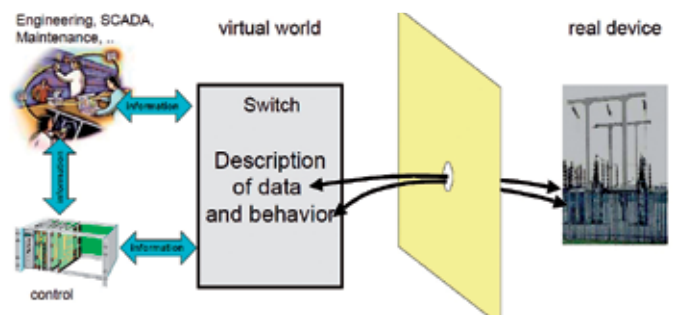 Engineering, SCADA,
Maintenance, ..
virtual world
real device
information
Switch
Description
of data
and behavior
information
information
control